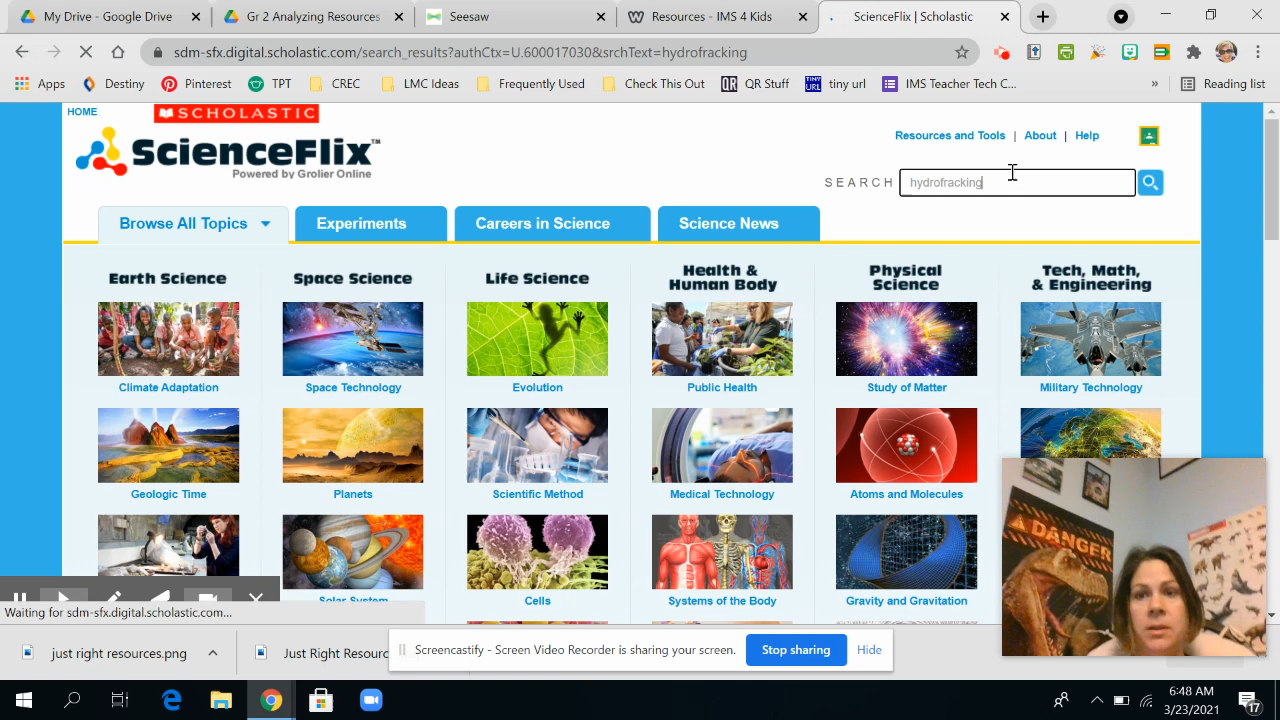 My Drive - Google Drive
Gr 2 Analyzing Resources
Seesaw
Resources - IMS 4 Kids
ScienceFlix | Scholastic
sdm-sfx.digital.scholastic.com/search_results?authCtx=U.600017030&srchText=hydrofracking
Apps
Destiny
Pinterest
TPT
CREC
LMC Ideas
Frequently Used
Check This Out
QR Stuff
tiny url
IMS Teacher Tech C...
»
Reading list
HOME
SCHOLASTIC
ScienceFlix™
Powered by Grolier Online
Resources and Tools | About | Help
SEARCH hydrofracking
Browse All Topics
Experiments
Careers in Science
Science News
Earth Science
Space Science
Life Science
Health &
Human Body
Physical
Science
Tech, Math,
& Engineering
Climate Adaptation
Space Technology
Evolution
Public Health
Study of Matter
Military Technology
Geologic Time
Planets
Scientific Method
Medical Technology
Atoms and Molecules
DANGER
Solar System
Cells
Systems of the Body
Gravity and Gravitation
Waiting for sdm-sfx.digital.scholastic.com...
just right resources.png
Just Right Resourc
Screencastify - Screen Video Recorder is sharing your screen.
Stop sharing
Hide
6:48 AM
3/23/2021
17